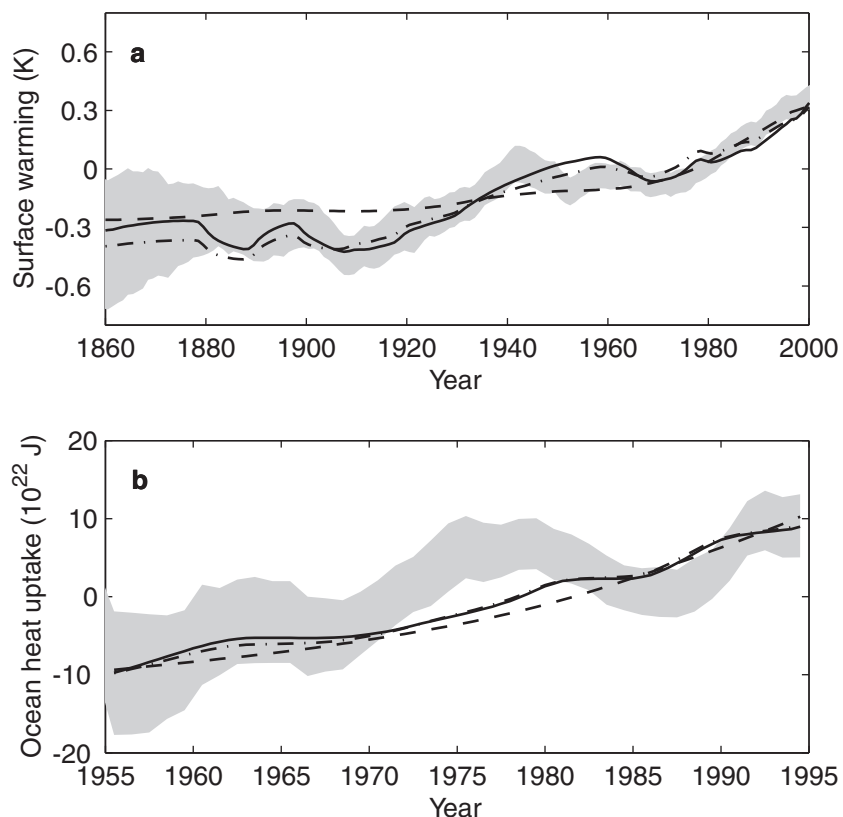 a
Surface warming (K)
0.6
0.3
0
-0.3
-0.6
1860 1880 1900 1920 1940 1960 1980 2000
Year
b
Ocean heat uptake (10^22 J)
20
10
0
-10
-20
1955 1960 1965 1970 1975 1980 1985 1990 1995
Year